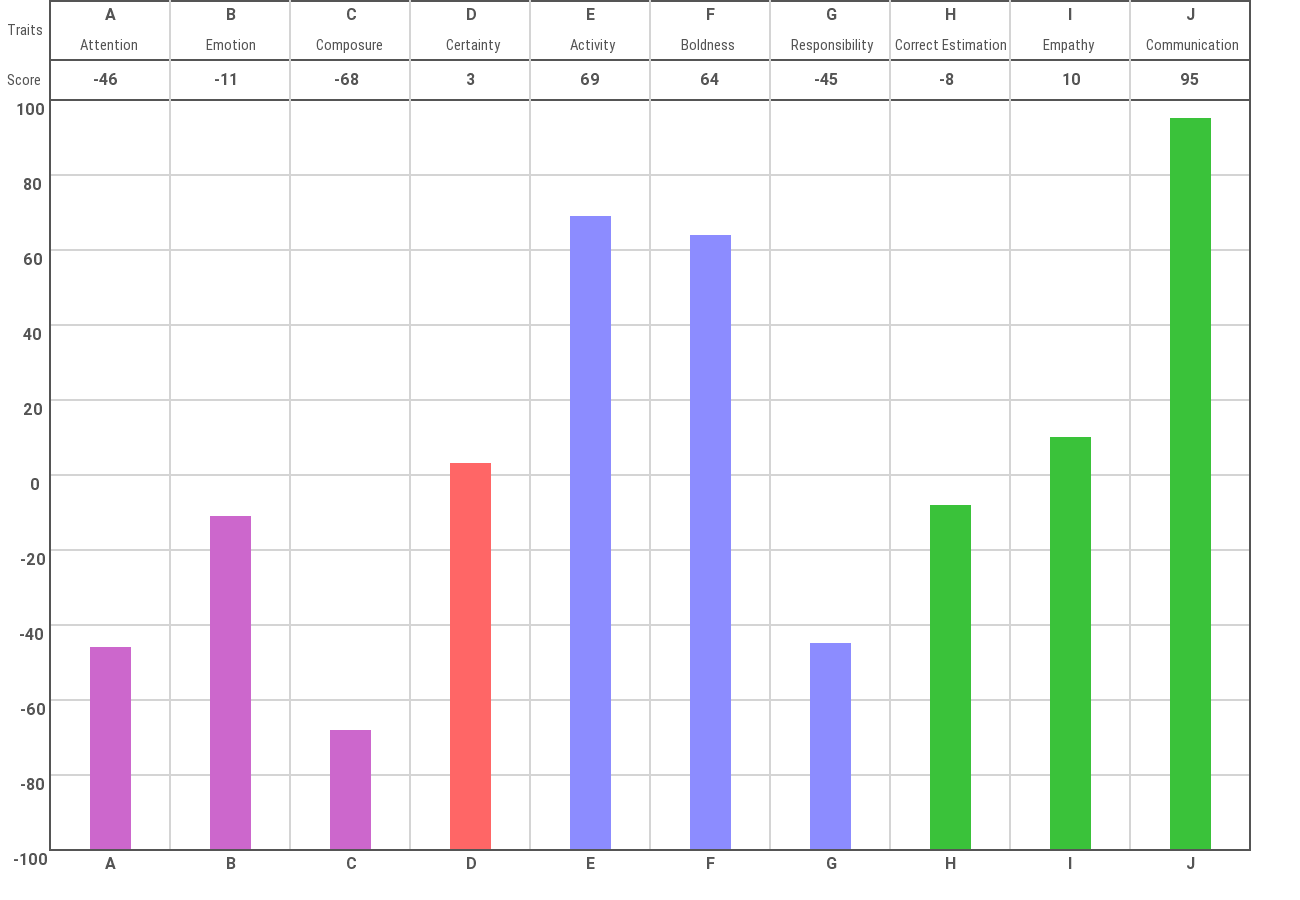 Traits A B C D E F G H I J
Attention Emotion Composure Certainty Activity Boldness Responsibility Correct Estimation Empathy Communication
Score -46 -11 -68 3 69 64 -45 -8 10 95
100
80
60
40
20
0
-20
-40
-60
-80
-100
A B C D E F G H I J